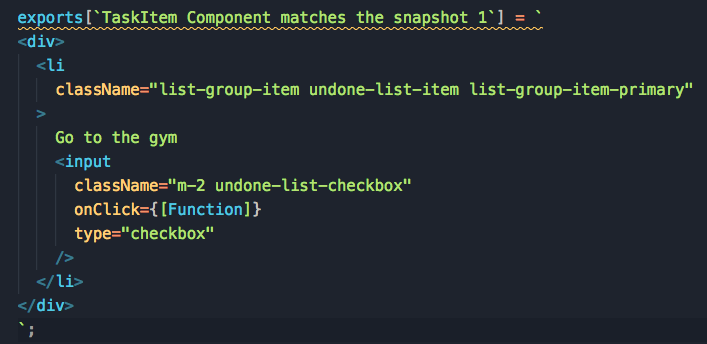 exports[`TaskItem Component matches the snapshot 1`] = `
<div>
  <li
    className="list-group-item undone-list-item list-group-item-primary"
  >
    Go to the gym
    <input
      className="m-2 undone-list-checkbox"
      onClick={[Function]}
      type="checkbox"
    />
  </li>
</div>
`;